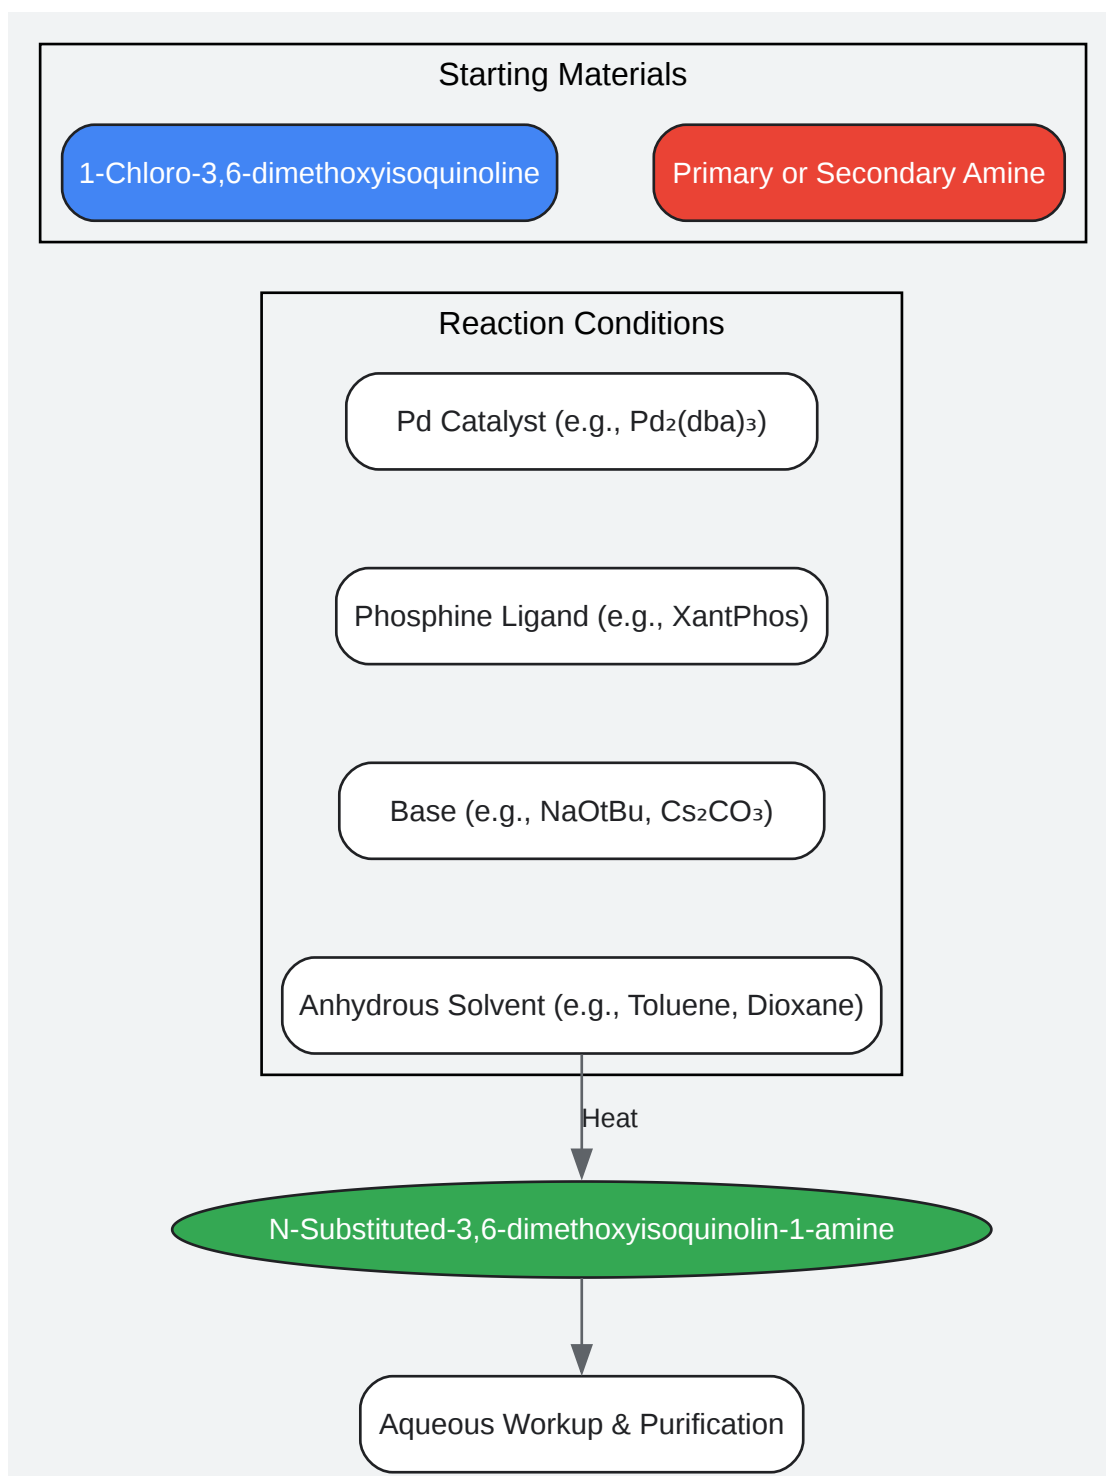 Starting Materials
1-Chloro-3,6-dimethoxyisoquinoline
Primary or Secondary Amine
Reaction Conditions
Pd Catalyst (e.g., Pd₂(dba)₃)
Phosphine Ligand (e.g., XantPhos)
Base (e.g., NaOtBu, Cs₂CO₃)
Anhydrous Solvent (e.g., Toluene, Dioxane)
Heat
N-Substituted-3,6-dimethoxyisoquinolin-1-amine
Aqueous Workup & Purification